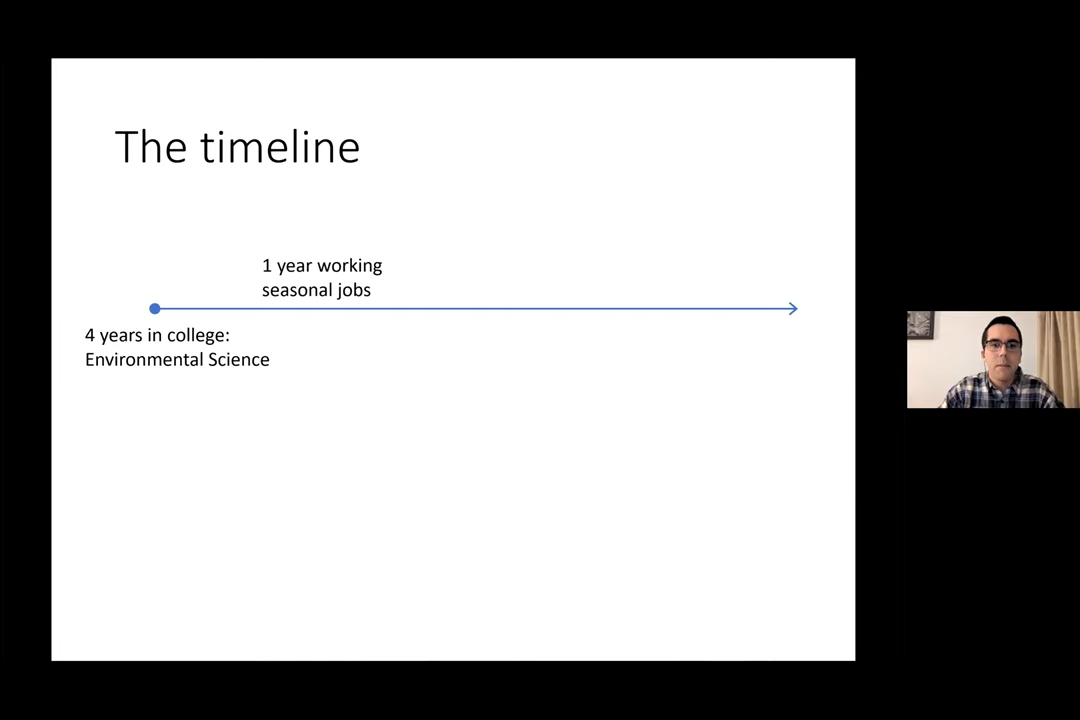 The timeline
1 year working
seasonal jobs
4 years in college:
Environmental Science